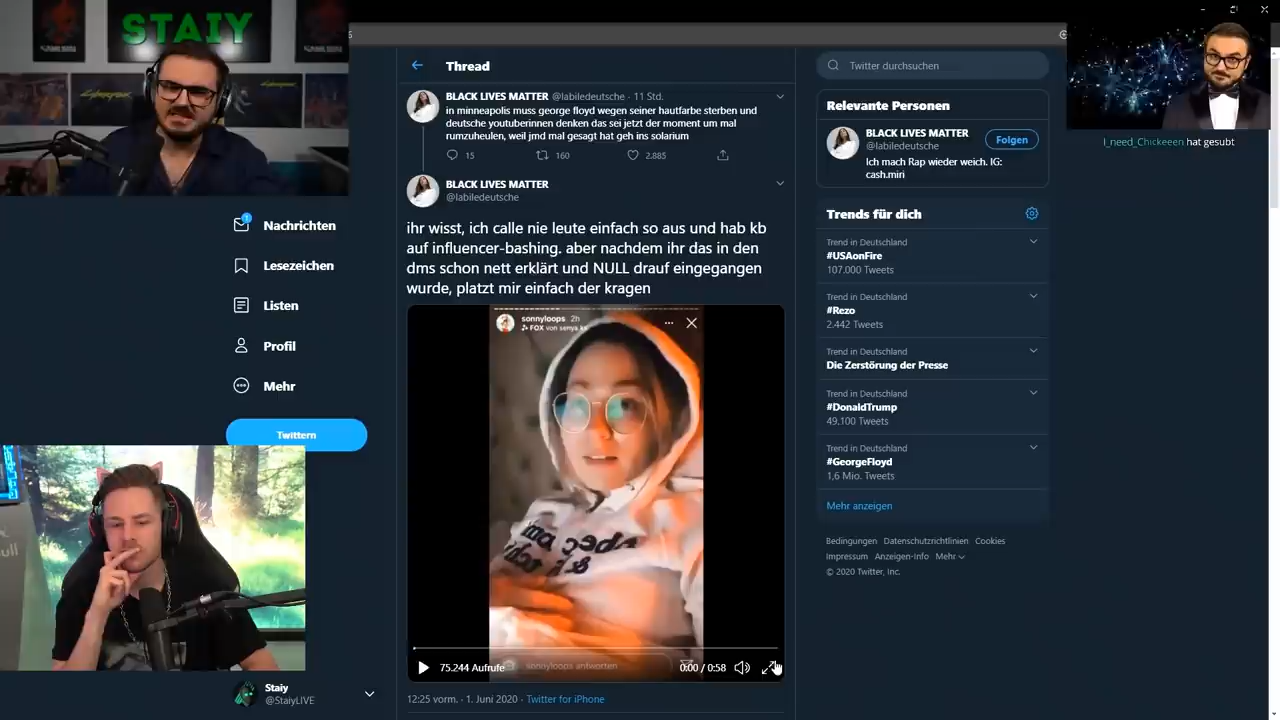 STAIY
Thread
Twitter durchsuchen
BLACK LIVES MATTER @labiledeutsche · 11 Std.
in minneapolis muss george floyd wegen seiner hautfarbe sterben und
deutsche youtuberinnen denken das sei jetzt der moment um mal
rumzuheulen, weil jmd mal gesagt hat geh ins solarium
15
160
2.885
BLACK LIVES MATTER
@labiledeutsche
ihr wisst, ich calle nie leute einfach so aus und hab kb
auf influencer-bashing. aber nachdem ihr das in den
dms schon nett erklärt und NULL drauf eingegangen
wurde, platzt mir einfach der kragen
sonnyloops 2h
sonnyloops antworten
75.244 Aufrufe
0:00 / 0:58
12:25 vorm. · 1. Juni 2020 · Twitter for iPhone
1
Nachrichten
Lesezeichen
Listen
Profil
Mehr
Twittern
Staiy
@StaiyLIVE
Relevante Personen
BLACK LIVES MATTER
@labiledeutsche
Folgen
Ich mach Rap wieder weich. IG:
cash.miri
Trends für dich
Trend in Deutschland
#USAonFire
107.000 Tweets
Trend in Deutschland
#Rezo
2.442 Tweets
Trend in Deutschland
Die Zerstörung der Presse
Trend in Deutschland
#DonaldTrump
49.100 Tweets
Trend in Deutschland
#GeorgeFloyd
1,6 Mio. Tweets
Mehr anzeigen
Bedingungen Datenschutzrichtlinien Cookies
Impressum Anzeigen-Info Mehr
© 2020 Twitter, Inc.
I_need_Chickeeen hat gesubt